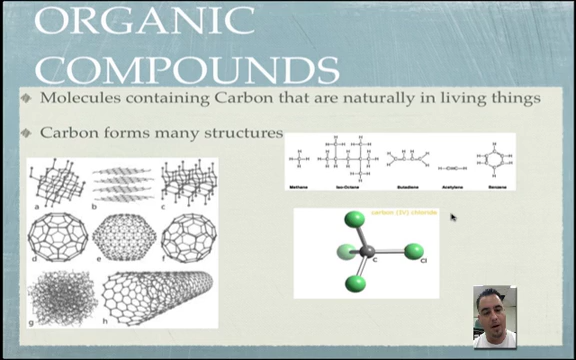 ORGANIC
COMPOUNDS
Molecules containing Carbon that are naturally in living things
Carbon forms many structures
Methane Iso-Octane Butadiene Acetylene Benzene
a b c
d e f
g h
carbon (IV) chloride
C
Cl